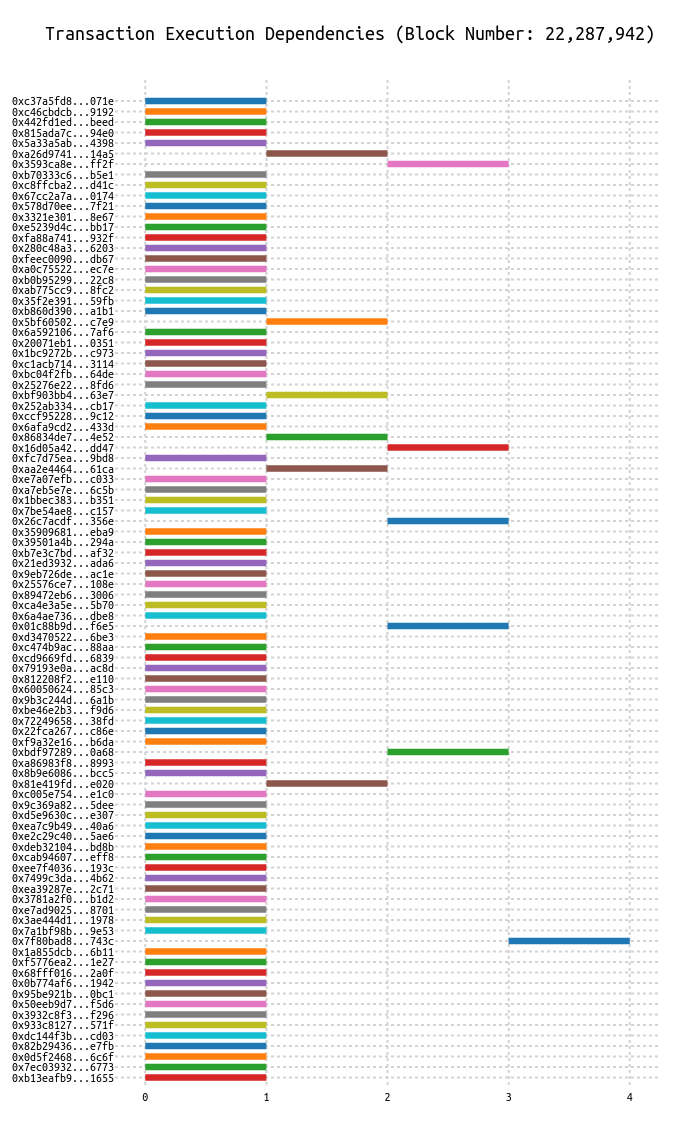 Transaction Execution Dependencies (Block Number: 22,287,942)
0xc37a5fd8...071e
0xc46cbdcb...9192
0x442fd1ed...beed
0x815ada7c...94e0
0x5a33a5ab...4398
0xa26d9741...14a5
0x3593ca8e...ff2f
0xb70333c6...b5e1
0xc8ffcba2...d41c
0x67cc2a7a...0174
0x578d70ee...7f21
0x3321e301...8e67
0xe5239d4c...bb17
0xfa88a741...932f
0x280c48a3...6203
0xfeec0090...db67
0xa0c75522...ec7e
0xb0b95299...22c8
0xab775cc9...8fc2
0x35f2e391...59fb
0xb860d390...a1b1
0x5bf60502...c7e9
0x6a592106...7af6
0x20071eb1...0351
0x1bc9272b...c973
0xc1acb714...3114
0xbc04f2fb...64de
0x25276e22...8fd6
0xbf903bb4...63e7
0x252ab334...cb17
0xccf95228...9c12
0x6afa9cd2...433d
0x86834de7...4e52
0x16d05a42...dd47
0xfc7d75ea...9bd8
0xaa2e4464...61ca
0xe7a07efb...c033
0xa7eb5e7e...6c5b
0x1bbec383...b351
0x7be54ae8...c157
0x26c7acdf...356e
0x35909681...eba9
0x39501a4b...294a
0xb7e3c7bd...af32
0x21ed3932...ada6
0x9eb726de...ac1e
0x25576ce7...108e
0x89472eb6...3006
0xca4e3a5e...5b70
0x6a4ae736...dbe8
0x01c88b9d...f6e5
0xd3470522...6be3
0xc474b9ac...88aa
0xcd9669fd...6839
0x79193e0a...ac8d
0x812208f2...e110
0x60050624...85c3
0x9b3c244d...6a1b
0xbe46e2b3...f9d6
0x72249658...38fd
0x22fca267...c86e
0xf9a32e16...b6da
0xbdf97289...0a68
0xa86983f8...8993
0x8b9e6086...bcc5
0x81e419fd...e020
0xc005e754...e1c0
0x9c369a82...5dee
0xd5e9630c...e307
0xea7c9b49...40a6
0xe2c29c40...5ae6
0xdeb32104...bd8b
0xcab94607...eff8
0xee7f4036...193c
0x7499c3da...4b62
0xea39287e...2c71
0x3781a2f0...b1d2
0xe7ad9025...8701
0x3ae444d1...1978
0x7a1bf98b...9e53
0x7f80bad8...743c
0x1a855dcb...6b11
0xf5776ea2...1e27
0x68fff016...2a0f
0x0b774af6...1942
0x95be921b...0bc1
0x50eeb9d7...f5d6
0x3932c8f3...f296
0x933c8127...571f
0xdc144f3b...cd03
0x82b29436...e7fb
0x0d5f2468...6c6f
0x7ec03932...6773
0xb13eafb9...1655
0 1 2 3 4